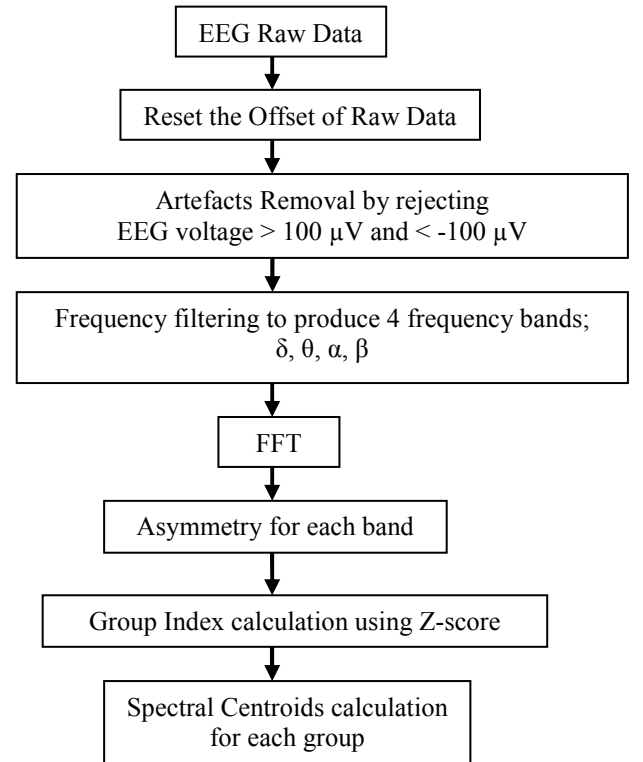 EEG Raw Data
Reset the Offset of Raw Data
Artefacts Removal by rejecting
EEG voltage > 100 µV and < -100 µV
Frequency filtering to produce 4 frequency bands;
δ, θ, α, β
FFT
Asymmetry for each band
Group Index calculation using Z-score
Spectral Centroids calculation
for each group